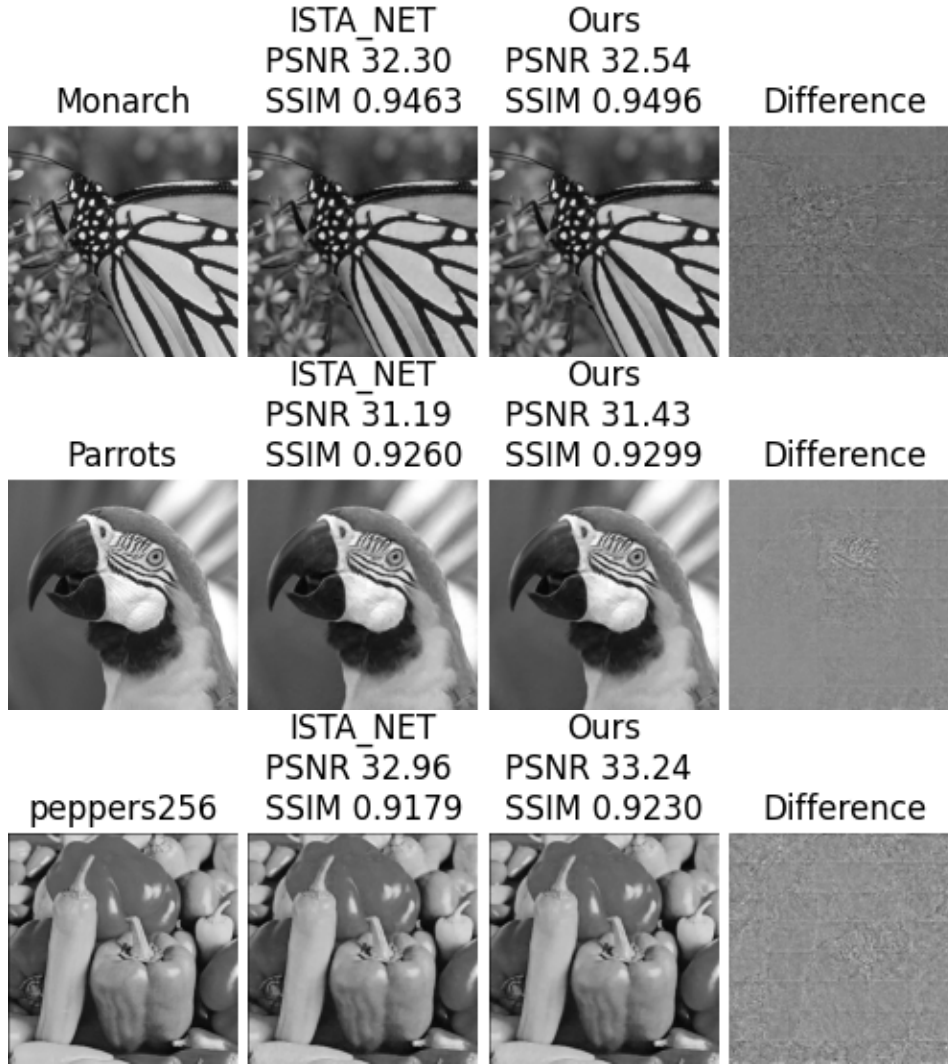 ISTA_NET Ours
PSNR 32.30 PSNR 32.54
Monarch SSIM 0.9463 SSIM 0.9496 Difference
ISTA_NET Ours
PSNR 31.19 PSNR 31.43
Parrots SSIM 0.9260 SSIM 0.9299 Difference
ISTA_NET Ours
PSNR 32.96 PSNR 33.24
peppers256 SSIM 0.9179 SSIM 0.9230 Difference